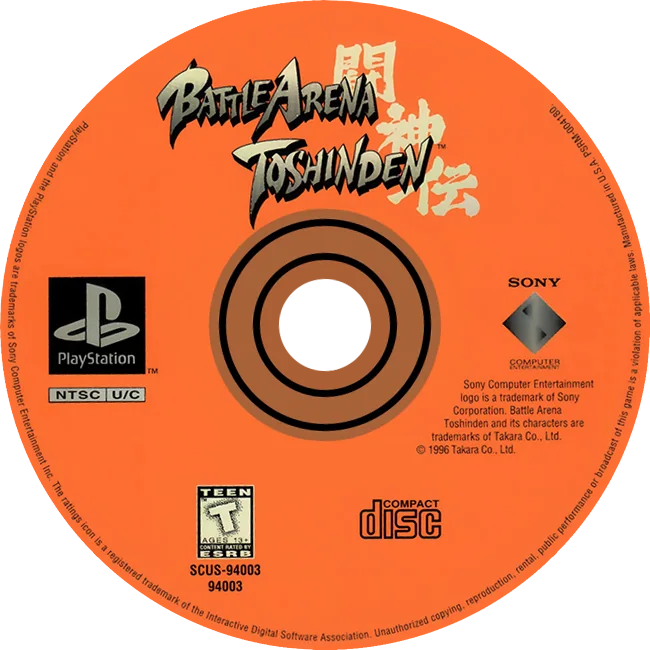 BATTLE ARENA
TOSHINDEN™
闘神伝
PlayStation
™
NTSC U/C
SONY
COMPUTER
ENTERTAINMENT
Sony Computer Entertainment
logo is a trademark of Sony
Corporation. Battle Arena
Toshinden and its characters are
trademarks of Takara Co., Ltd.
© 1996 Takara Co., Ltd.
TEEN
T
AGES 13+
CONTENT RATED BY
ESRB
SCUS-94003
94003
COMPACT
disc
PlayStation and the PlayStation logos are trademarks of Sony Computer Entertainment Inc. The ratings icon is a registered trademark of the Interactive Digital Software Association. Unauthorized copying, reproduction, rental, public performance or broadcast of this game is a violation of applicable laws. Manufactured in U.S.A. PSRM-004180.